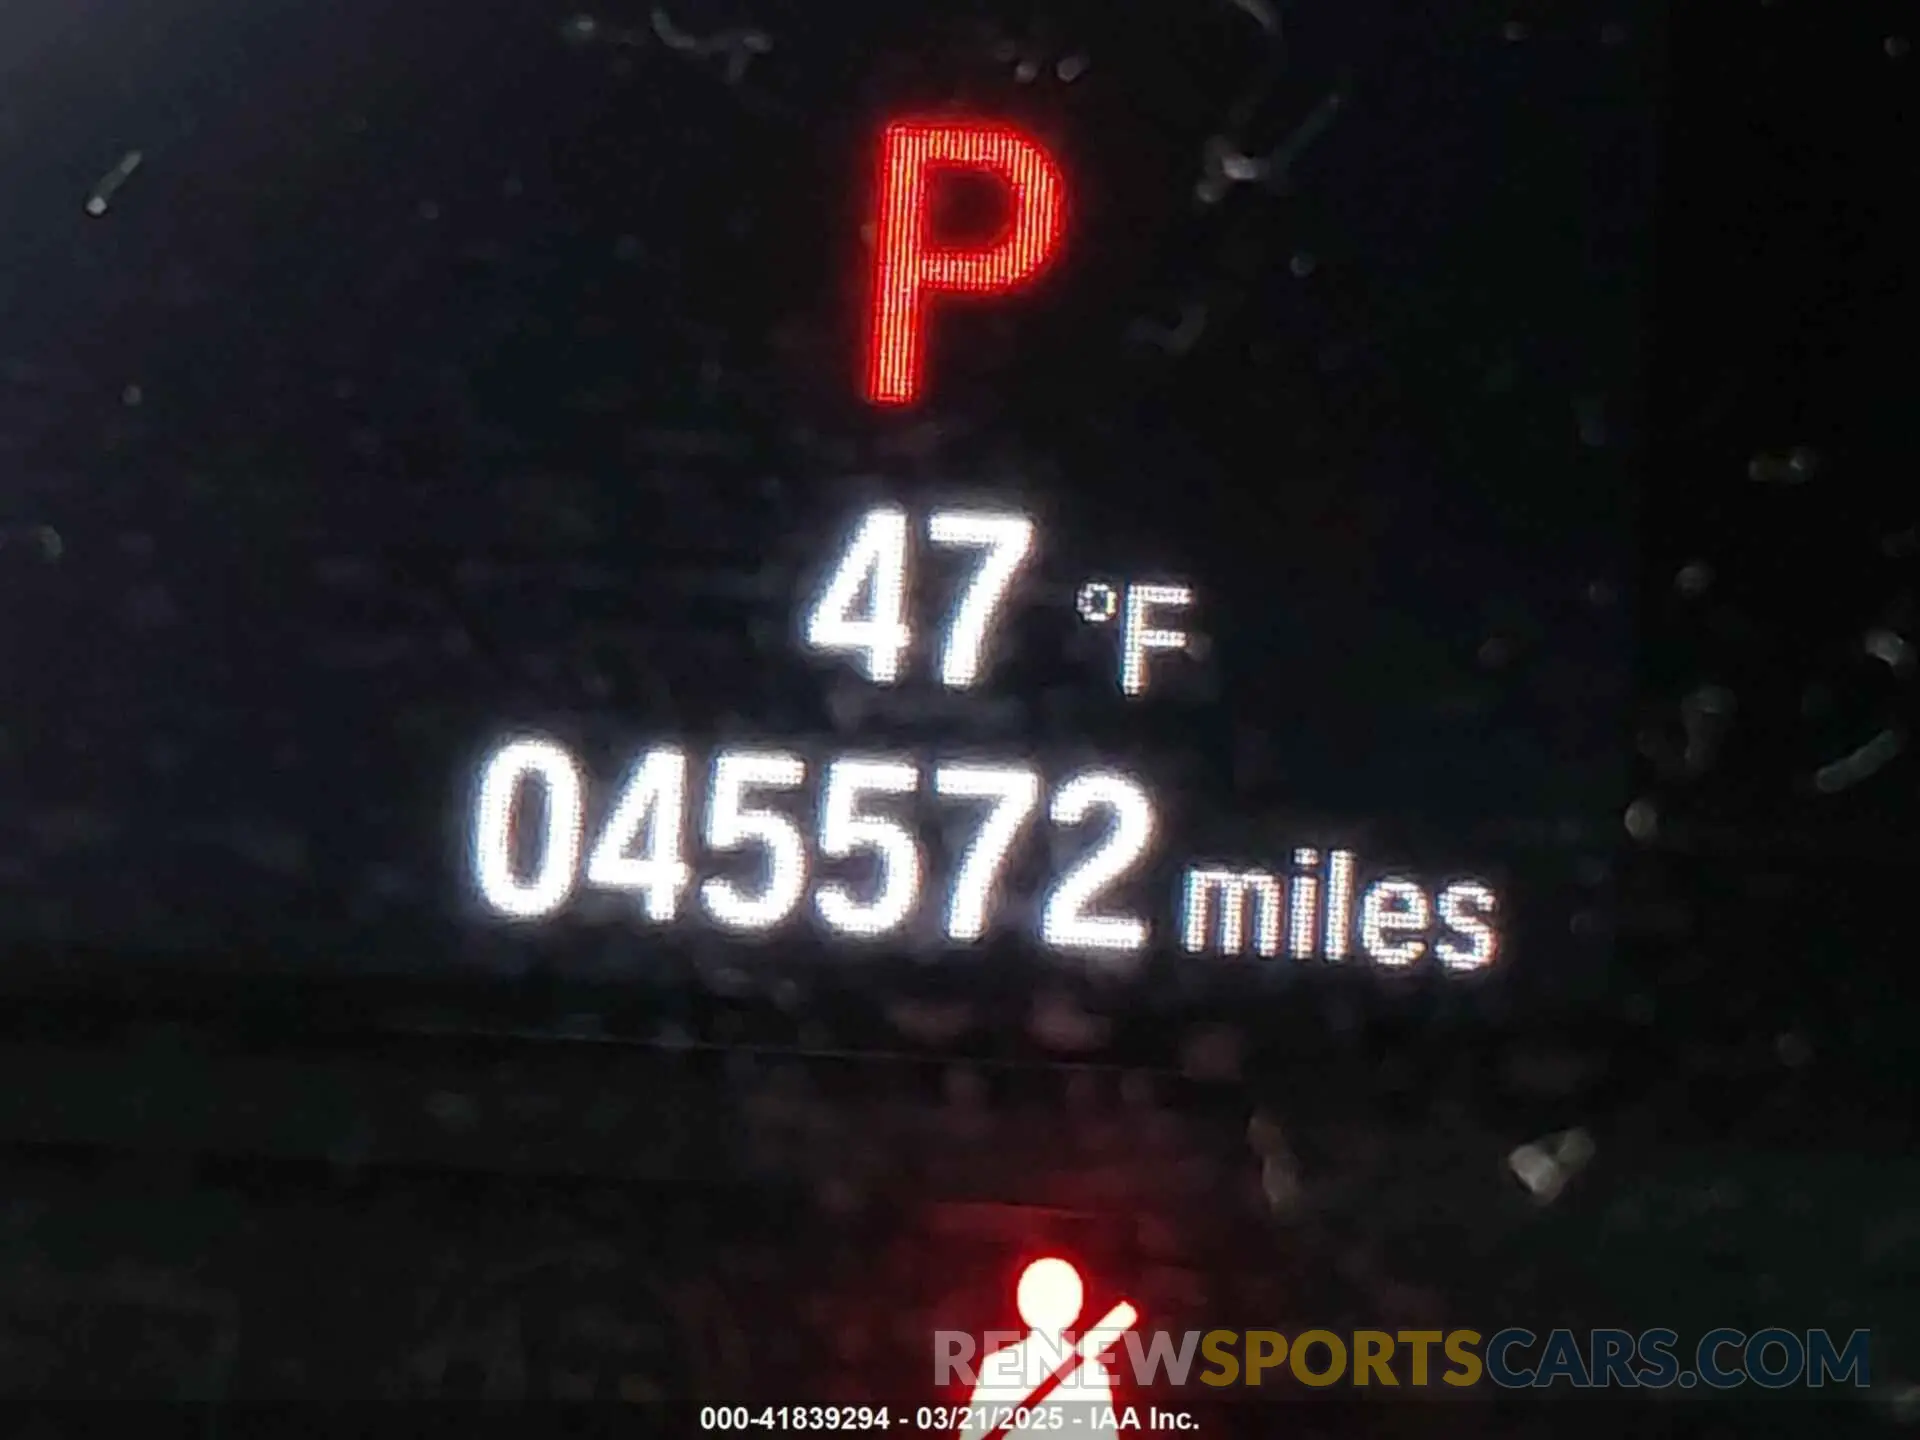 P
47 °F
045572 miles
RENEWSPORTSCARS.COM
000-41839294 - 03/21/2025 - IAA Inc.